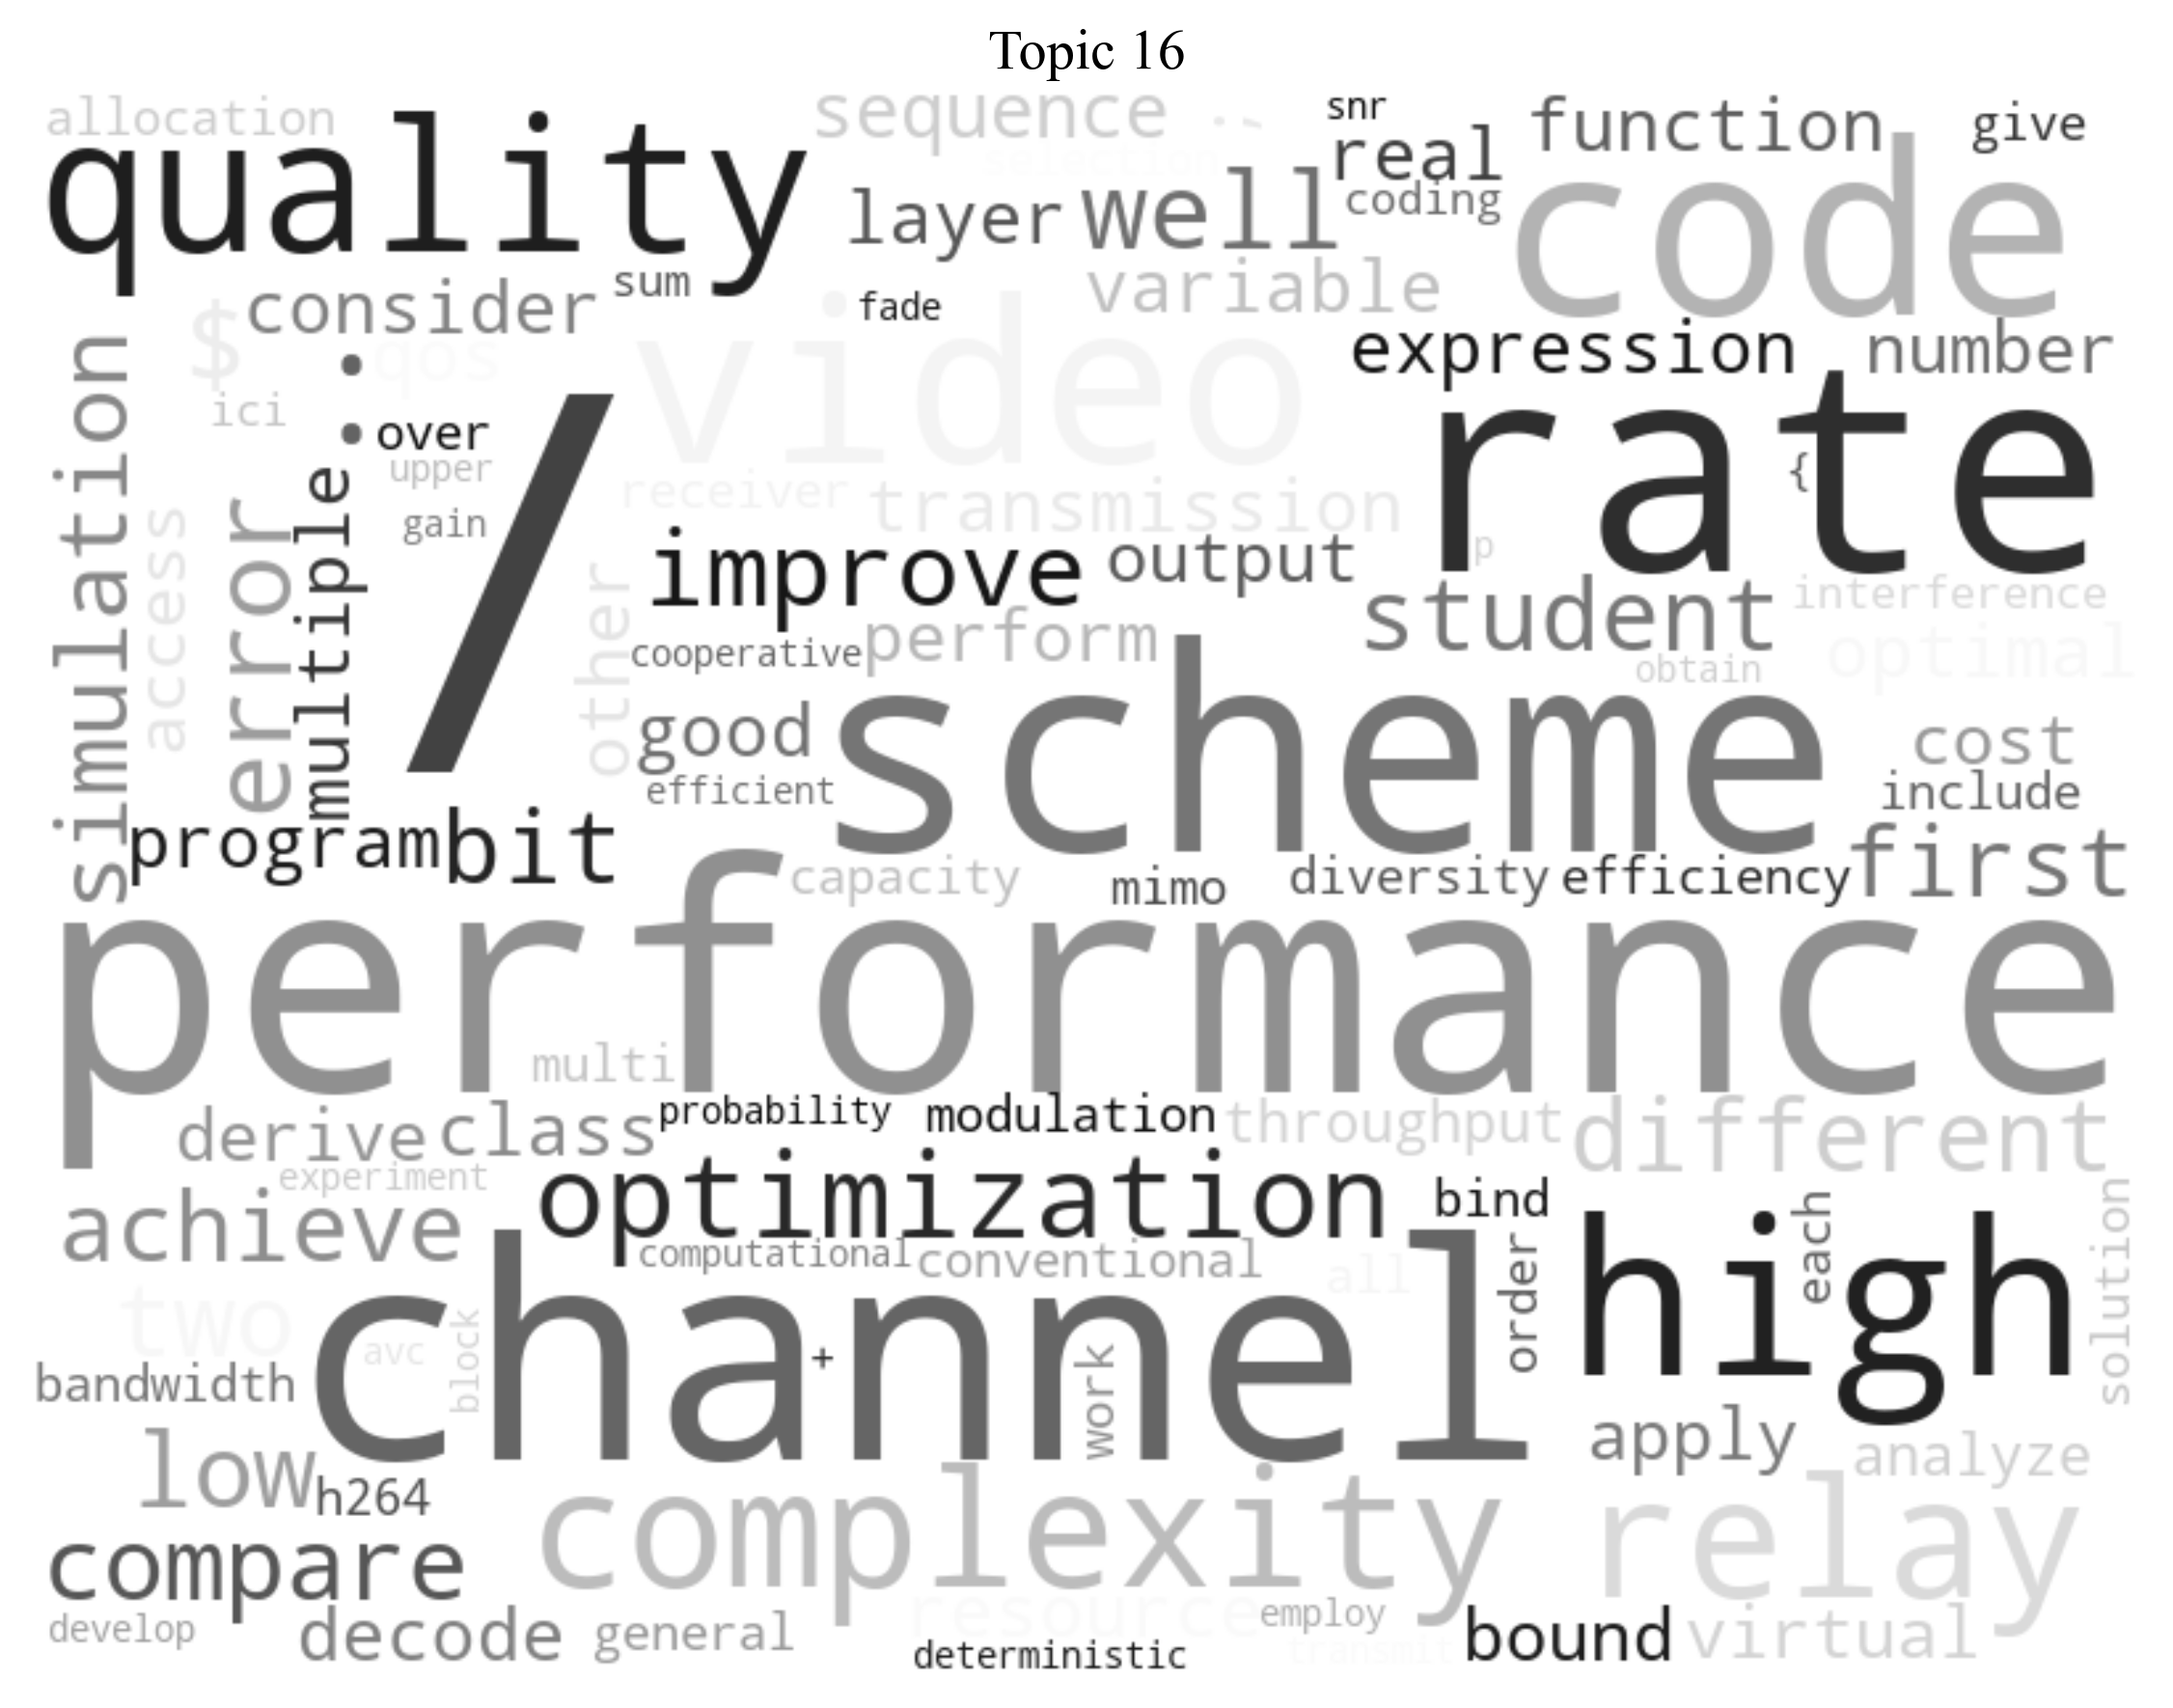 Topic 16
allocation
quality
sequence
snr
real
function
give
selection
layer
well
coding
code
consider
sum
fade
variable
$
qos
video
expression
number
simulation
ici
:
over
rate
{
upper
receiver
transmission
access
error
multiple
gain
/
p
improve
output
student
interference
other
cooperative
perform
obtain
optimal
good
scheme
cost
efficient
include
program
bit
capacity
mimo
diversity
efficiency
first
performance
multi
derive
class
probability
modulation
throughput
different
experiment
achieve
optimization
bind
each
order
high
solution
computational
conventional
all
two
avc
block
channel
+
work
bandwidth
low
h264
apply
analyze
complexity
relay
compare
develop
decode
general
resource
employ
deterministic
transmit
bound
virtual